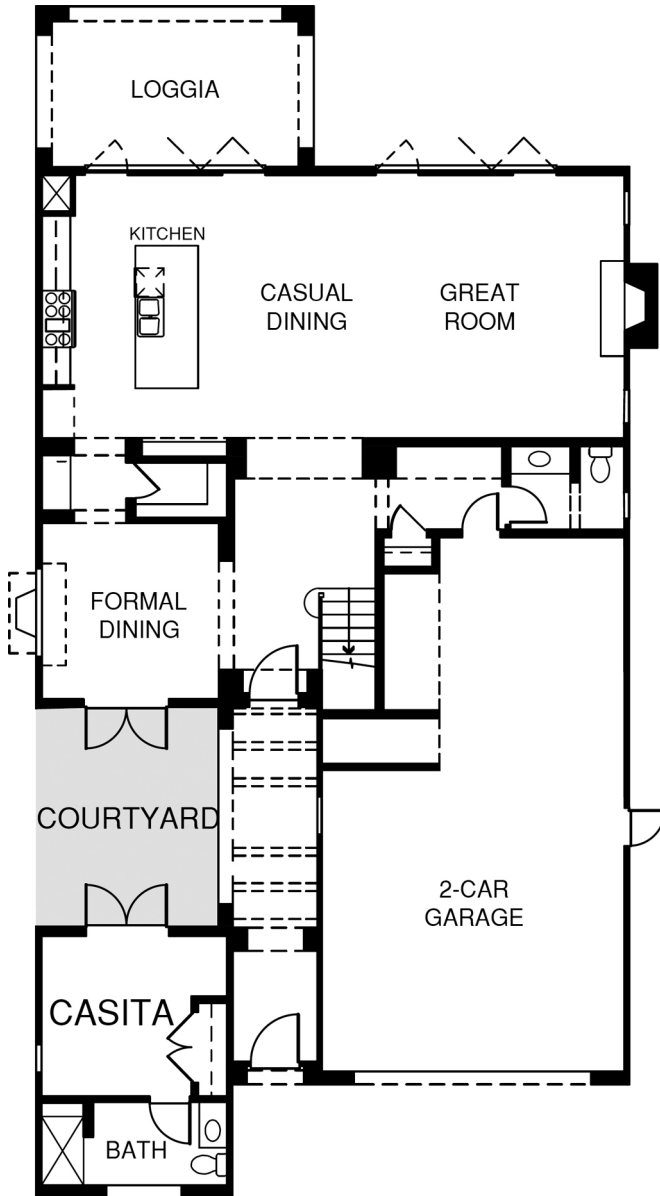 LOGGIA
KITCHEN
CASUAL
DINING
GREAT
ROOM
FORMAL
DINING
COURTYARD
2-CAR
GARAGE
CASITA
BATH